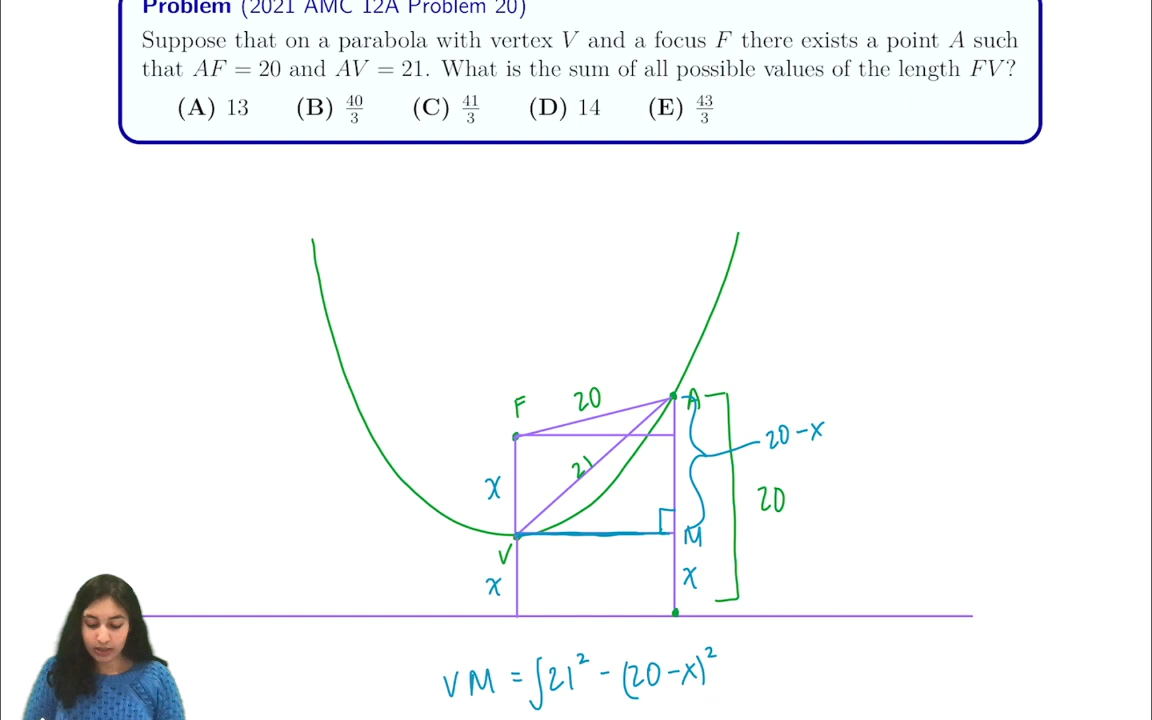 Problem (2021 AMC 12A Problem 20)
Suppose that on a parabola with vertex V and a focus F there exists a point A such
that AF = 20 and AV = 21. What is the sum of all possible values of the length FV?
(A) 13 (B) 40/3 (C) 41/3 (D) 14 (E) 43/3
F 20 A
20-x
x 21 20
V M
x x
VM = √21² - (20-x)²